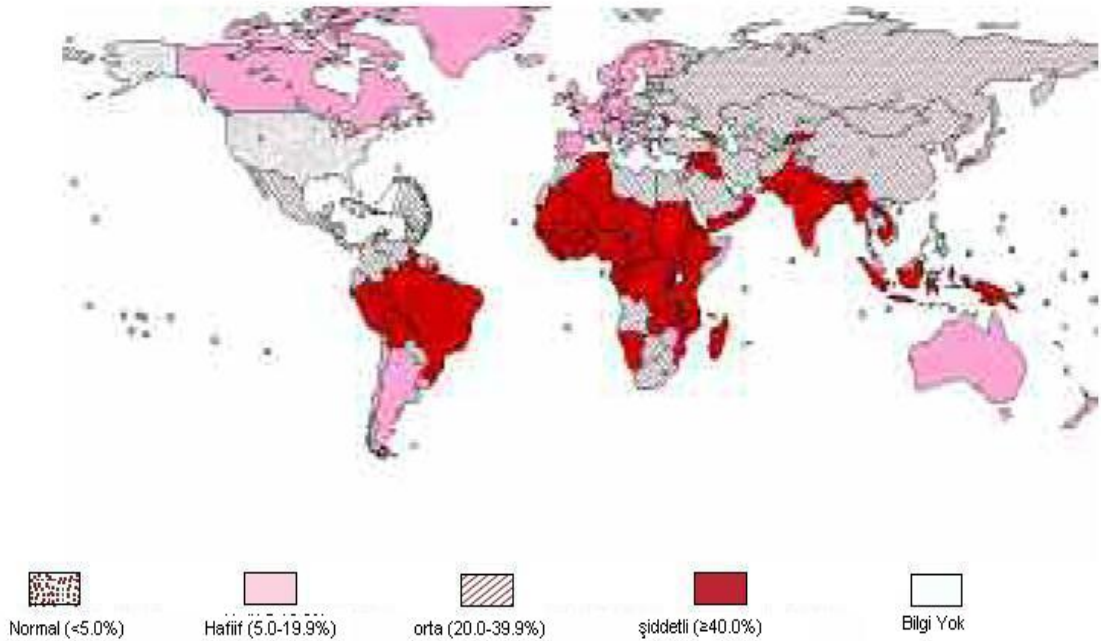 Normal (<5.0%)
Hafiif (5.0-19.9%)
orta (20.0-39.9%)
şiddetli (≥40.0%)
Bilgi Yok